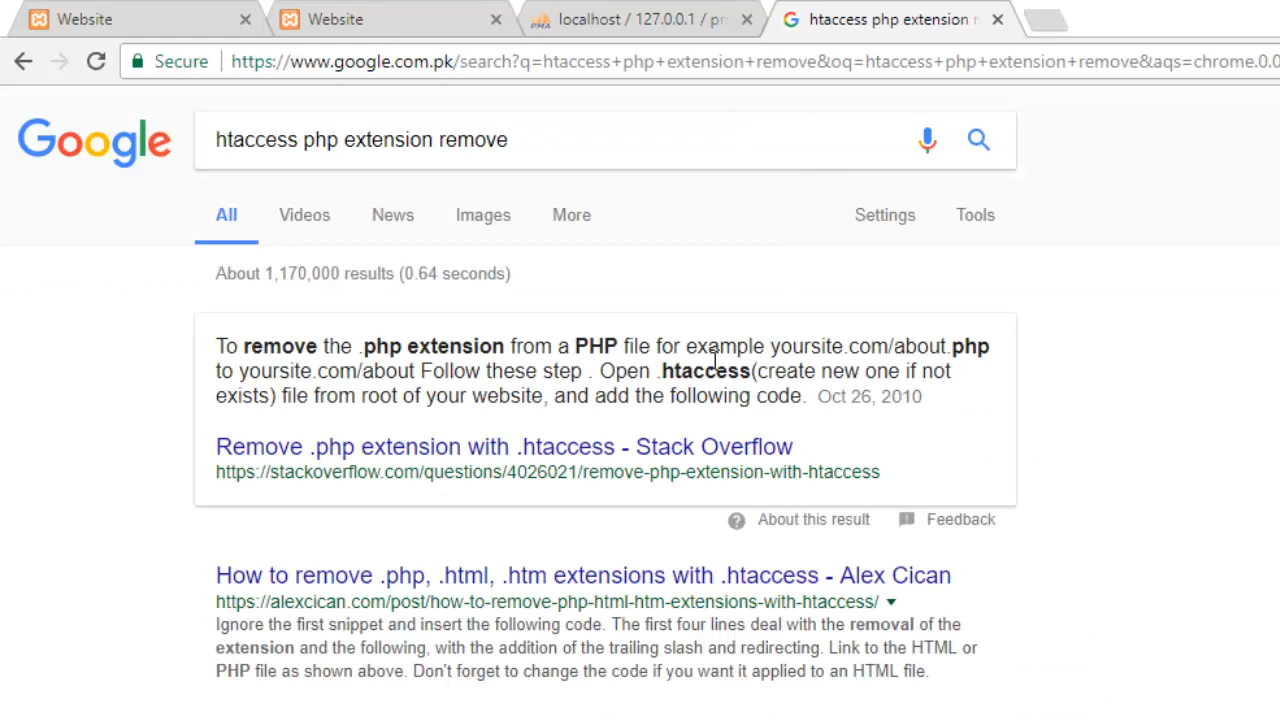 Website
Website
localhost / 127.0.0.1 /
htaccess php extension
Secure https://www.google.com.pk/search?q=htaccess+php+extension+remove&oq=htaccess+php+extension+remove&aqs=chrome.0.0
Google
htaccess php extension remove
All Videos News Images More Settings Tools
About 1,170,000 results (0.64 seconds)
To remove the .php extension from a PHP file for example yoursite.com/about.php
to yoursite.com/about Follow these step . Open .htaccess(create new one if not
exists) file from root of your website, and add the following code. Oct 26, 2010
Remove .php extension with .htaccess - Stack Overflow
https://stackoverflow.com/questions/4026021/remove-php-extension-with-htaccess
About this result Feedback
How to remove .php, .html, .htm extensions with .htaccess - Alex Cican
https://alexcican.com/post/how-to-remove-php-html-htm-extensions-with-htaccess/
Ignore the first snippet and insert the following code. The first four lines deal with the removal of the
extension and the following, with the addition of the trailing slash and redirecting. Link to the HTML or
PHP file as shown above. Don't forget to change the code if you want it applied to an HTML file.